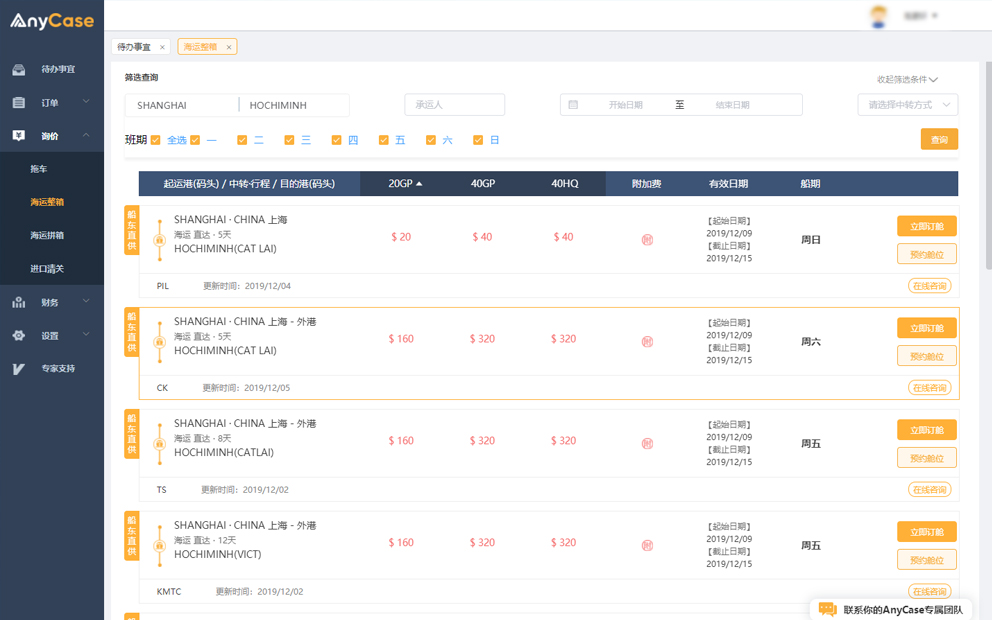 AnyCase
待办事宜
订单
询价
拖车
海运整箱
海运拼箱
进口清关
财务
设置
专家支持
待办事宜 ×
海运整箱 ×
筛选查询
收起筛选条件
SHANGHAI HOCHIMINH 承运人 开始日期 至 结束日期 请选择中转方式
班期 全选 一 二 三 四 五 六 日 查询
起运港(码头) / 中转·行程 / 目的港(码头) 20GP 40GP 40HQ 附加费 有效日期 船期
船东直供
SHANGHAI · CHINA 上海
海运 直达 · 5天
HOCHIMINH(CAT LAI)
$ 20 $ 40 $ 40
附
【起始日期】
2019/12/09
【截止日期】
2019/12/15
周日
立即订舱
预约舱位
PIL 更新时间：2019/12/04 在线咨询
船东直供
SHANGHAI · CHINA 上海 - 外港
海运 直达 · 5天
HOCHIMINH(CAT LAI)
$ 160 $ 320 $ 320
附
【起始日期】
2019/12/09
【截止日期】
2019/12/15
周六
立即订舱
预约舱位
CK 更新时间：2019/12/05 在线咨询
船东直供
SHANGHAI · CHINA 上海 - 外港
海运 直达 · 8天
HOCHIMINH(CATLAI)
$ 160 $ 320 $ 320
附
【起始日期】
2019/12/09
【截止日期】
2019/12/15
周五
立即订舱
预约舱位
TS 更新时间：2019/12/02 在线咨询
船东直供
SHANGHAI · CHINA 上海 - 外港
海运 直达 · 12天
HOCHIMINH(VICT)
$ 160 $ 320 $ 320
附
【起始日期】
2019/12/09
【截止日期】
2019/12/15
周五
立即订舱
预约舱位
KMTC 更新时间：2019/12/02 在线咨询
联系你的AnyCase专属团队